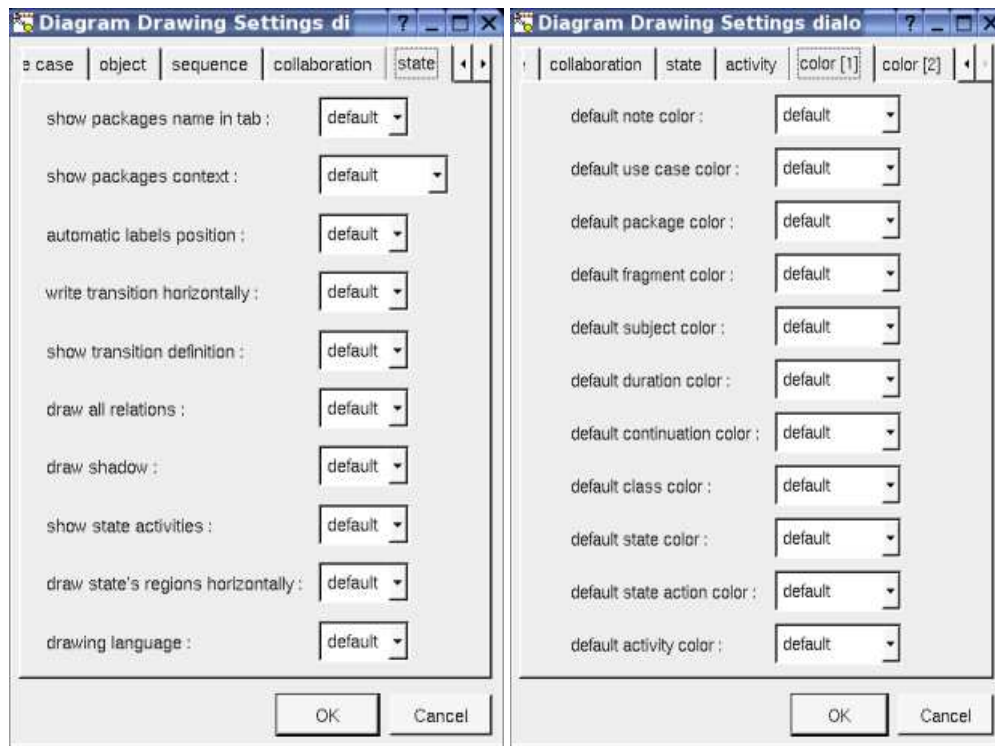 Diagram Drawing Settings di
e case object sequence collaboration state
show packages name in tab : default
show packages context : default
automatic labels position : default
write transition horizontally : default
show transition definition : default
draw all relations : default
draw shadow : default
show state activities : default
draw state's regions horizontally : default
drawing language : default
OK Cancel
Diagram Drawing Settings dialo
collaboration state activity color [1] color [2]
default note color : default
default use case color : default
default package color : default
default fragment color : default
default subject color : default
default duration color : default
default continuation color : default
default class color : default
default state color : default
default state action color : default
default activity color : default
OK Cancel